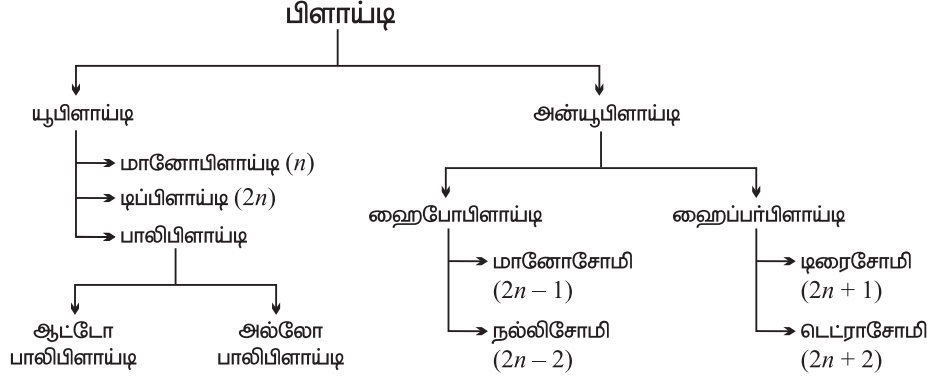 பிளாய்டி
யூபிளாய்டி
மானோபிளாய்டி (n)
டிப்பிளாய்டி (2n)
பாலிபிளாய்டி
ஆட்டோ
பாலிபிளாய்டி
அல்லோ
பாலிபிளாய்டி
அன்யூபிளாய்டி
ஹைபோபிளாய்டி
மானோசோமி
(2n – 1)
நல்லிசோமி
(2n – 2)
ஹைப்பர்பிளாய்டி
டிரைசோமி
(2n + 1)
டெட்ராசோமி
(2n + 2)